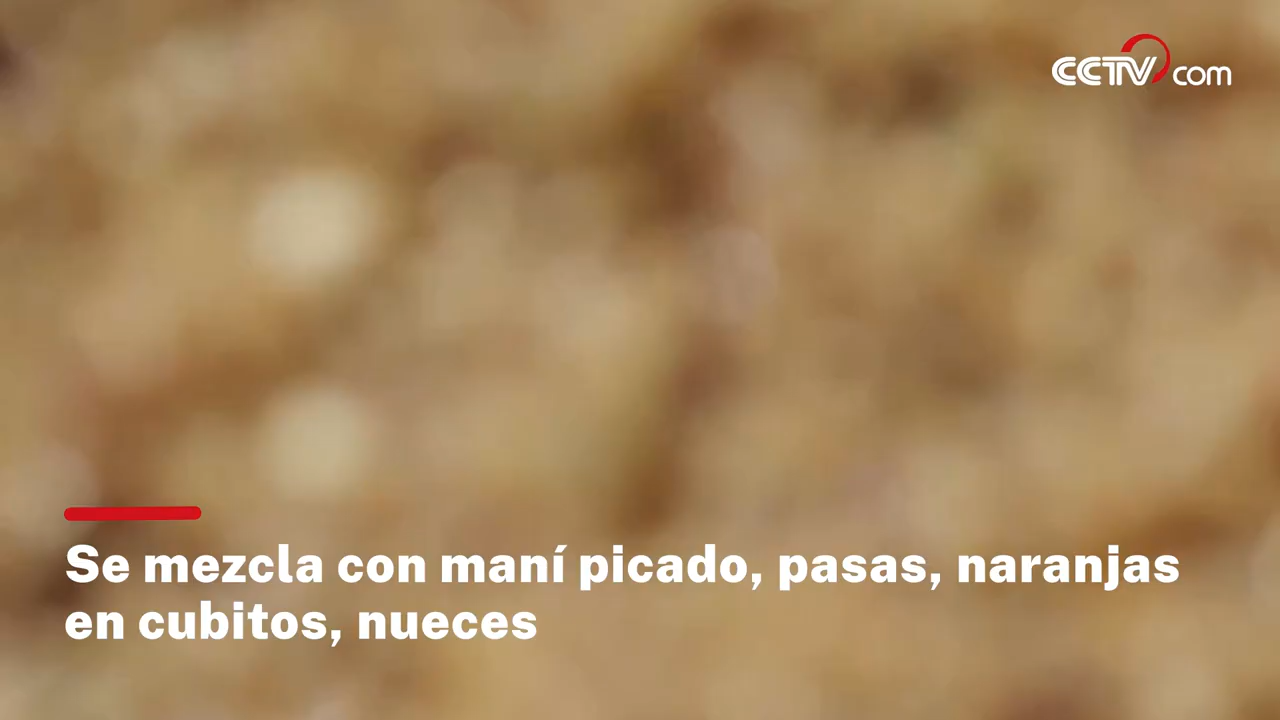 CCTV com
Se mezcla con maní picado, pasas, naranjas
en cubitos, nueces